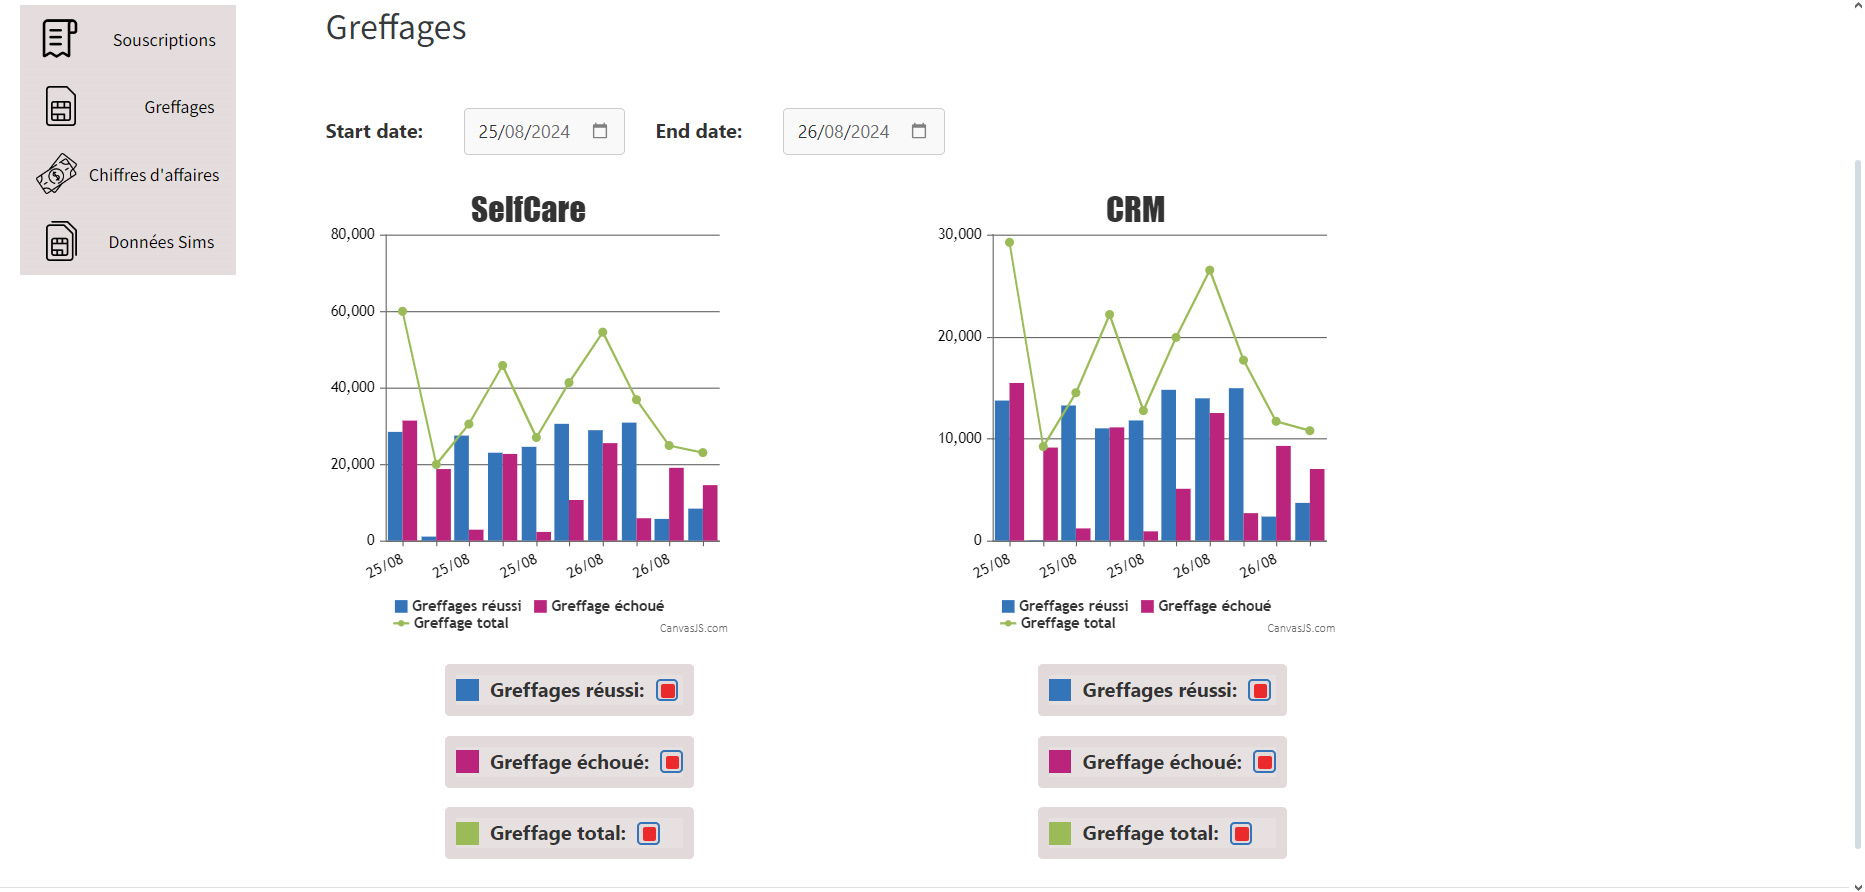 Souscriptions
Greffages
Chiffres d'affaires
Données Sims
Greffages
Start date: 25/08/2024 End date: 26/08/2024
SelfCare
80,000
60,000
40,000
20,000
0
25/08 25/08 25/08 26/08 26/08
Greffages réussi Greffage échoué
Greffage total
CanvasJS.com
Greffages réussi:
Greffage échoué:
Greffage total:
CRM
30,000
20,000
10,000
0
25/08 25/08 25/08 26/08 26/08
Greffages réussi Greffage échoué
Greffage total
CanvasJS.com
Greffages réussi:
Greffage échoué:
Greffage total: